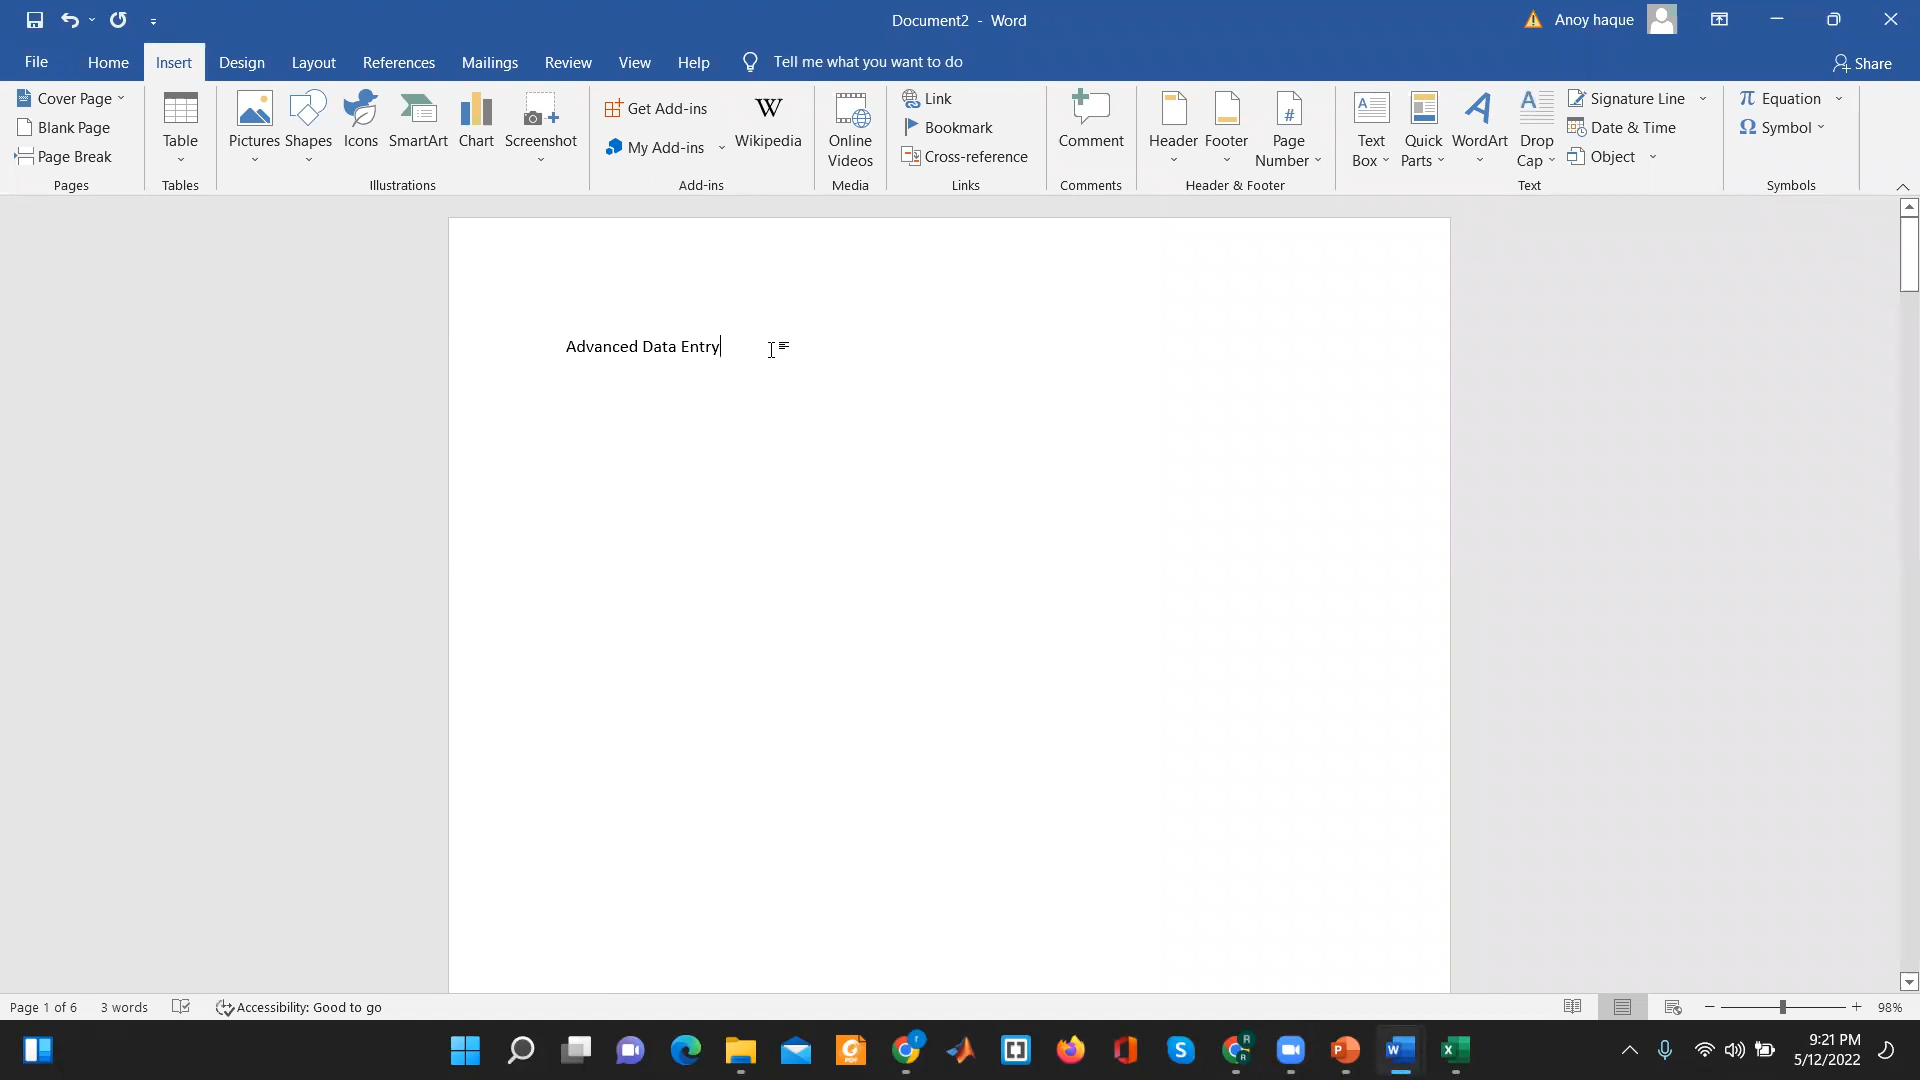 Document2 - Word
Anoy haque
File Home Insert Design Layout References Mailings Review View Help Tell me what you want to do Share
Cover Page
Blank Page
Page Break
Pages
Table
Tables
Pictures Shapes Icons SmartArt Chart Screenshot
Illustrations
Get Add-ins
My Add-ins
Wikipedia
Add-ins
Online
Videos
Media
Link
Bookmark
Cross-reference
Links
Comment
Comments
Header Footer Page
Number
Header & Footer
Text
Box
Quick
Parts
WordArt
Drop
Cap
Signature Line
Date & Time
Object
Text
Equation
Symbol
Symbols
Advanced Data Entry
Page 1 of 6 3 words Accessibility: Good to go 98%
9:21 PM
5/12/2022